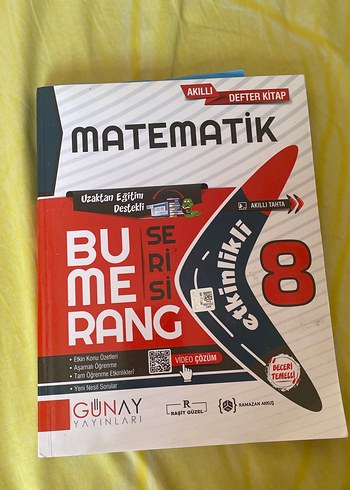 AKILLI
DEFTER KİTAP
MATEMATİK
Uzaktan Eğitim
Destekli
AKILLI TAHTA
BU
ME
RANG
SE
Rİ
Sİ
etkinlikli
8
BECERİ
TEMELLİ
• Etkin Konu Özetleri
• Aşamalı Öğrenme
• Tam Öğrenme Etkinlikleri
• Yeni Nesil Sorular
VIDEO ÇÖZÜM
GÜNAY
YAYINLARI
R
RAŞİT GÜZEL
RAMAZAN AKKUŞ